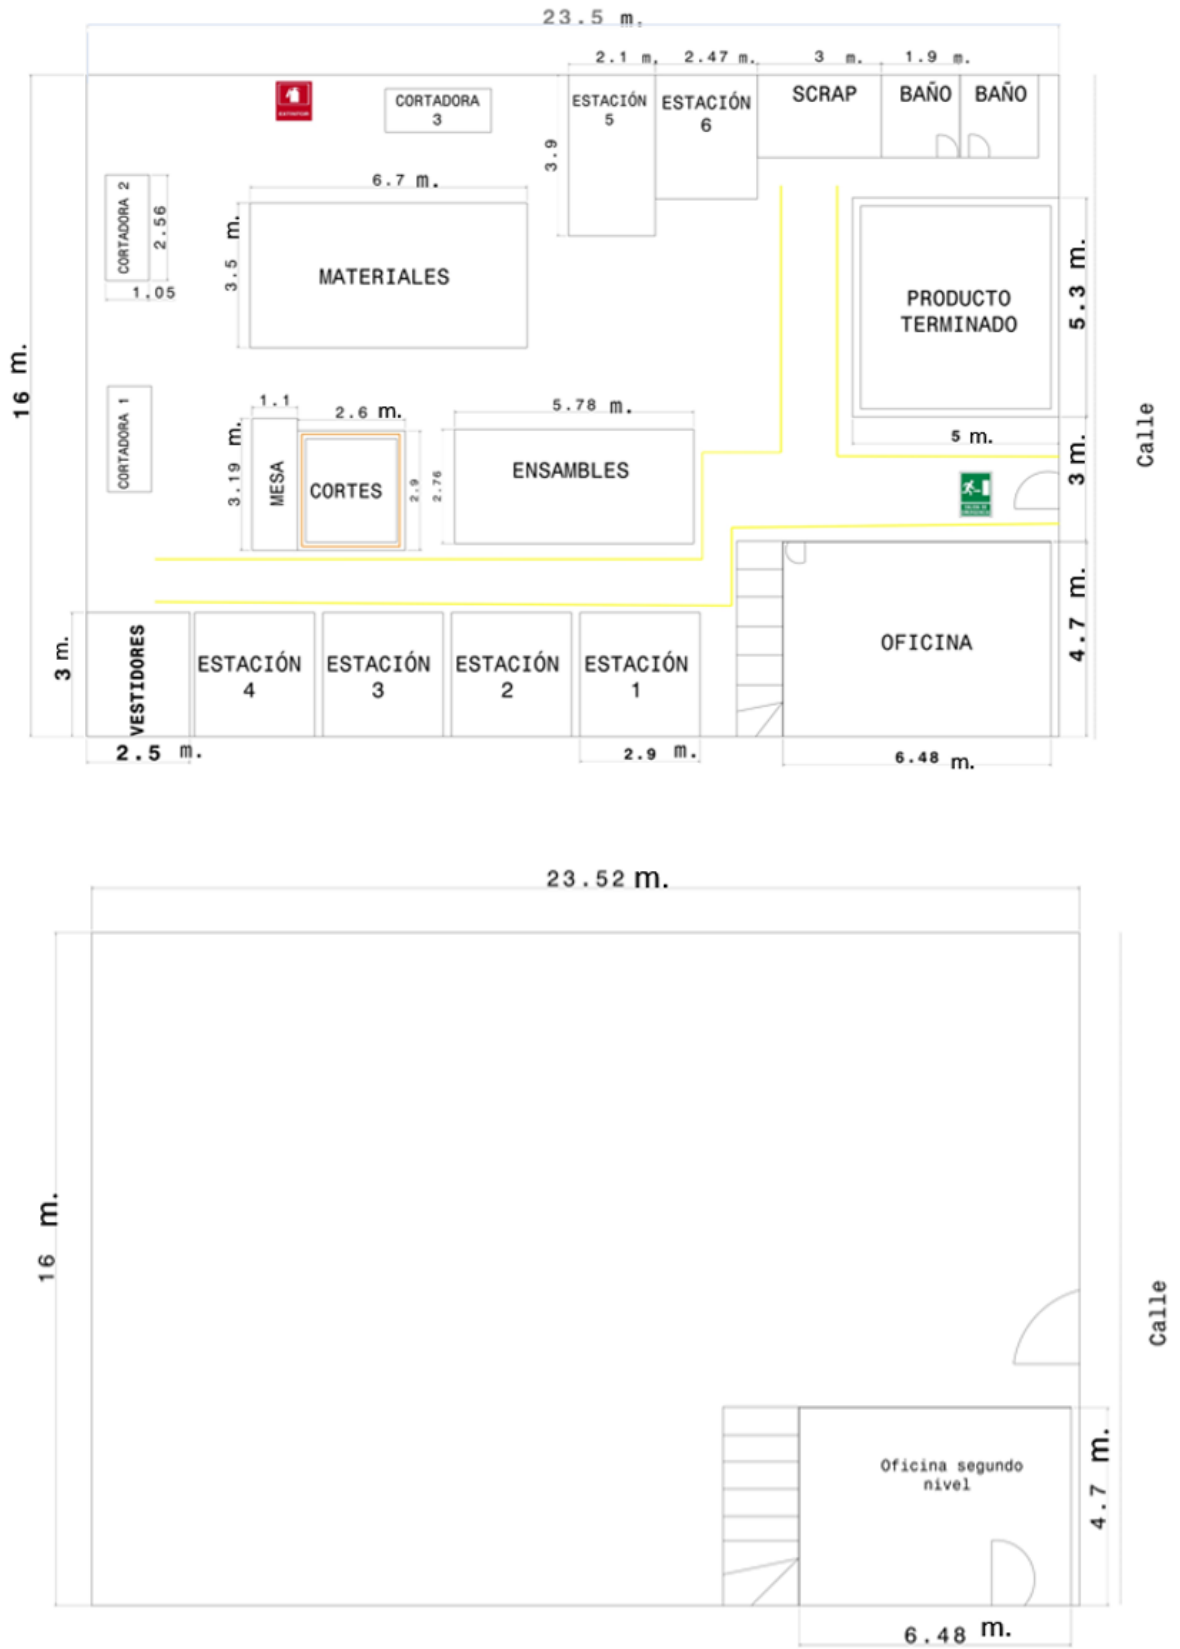 23.5 m.
2.1 m.
2.47 m.
3 m.
1.9 m.
EXTINTOR
CORTADORA
3
ESTACIÓN
5
ESTACIÓN
6
SCRAP
BAÑO
BAÑO
3.9
CORTADORA 2
2.56
1.05
6.7 m.
3.5 m.
MATERIALES
PRODUCTO
TERMINADO
5.3 m.
5 m.
16 m.
Calle
CORTADORA 1
1.1
2.6 m.
3.19 m.
MESA
CORTES
2.9
2.76
5.78 m.
ENSAMBLES
3 m.
3 m.
VESTIDORES
ESTACIÓN
4
ESTACIÓN
3
ESTACIÓN
2
ESTACIÓN
1
OFICINA
4.7 m.
2.5 m.
2.9 m.
6.48 m.
23.52 m.
16 m.
Calle
Oficina segundo
nivel
4.7 m.
6.48 m.